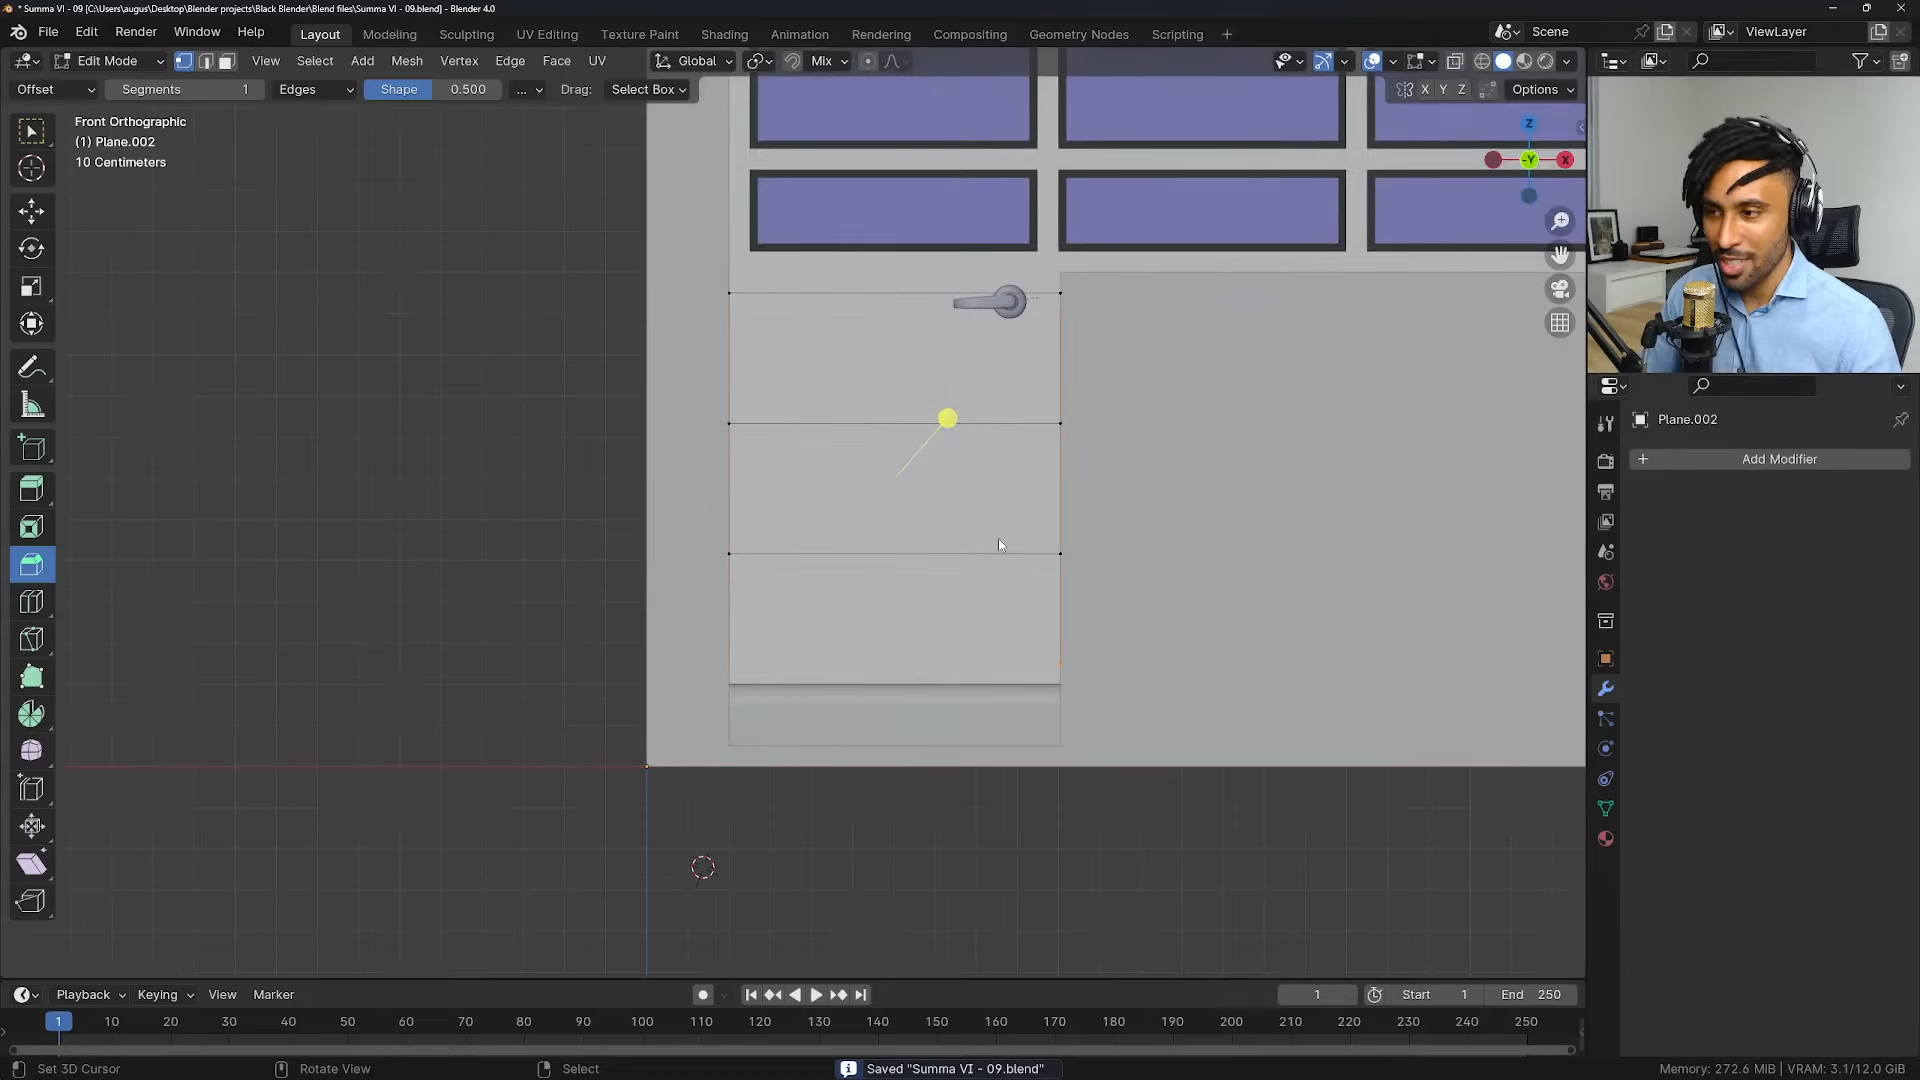 * Summa VI - 09 [C:\Users\augus\Desktop\Blender projects\Black Blender\Blend files\Summa VI - 09.blend] - Blender 4.0
File Edit Render Window Help Layout Modeling Sculpting UV Editing Texture Paint Shading Animation Rendering Compositing Geometry Nodes Scripting + Scene ViewLayer
Edit Mode View Select Add Mesh Vertex Edge Face UV Global Mix
Offset Segments 1 Edges Shape 0.500 ... Drag: Select Box X Y Z Options
Front Orthographic
(1) Plane.002
10 Centimeters
Z
-Y
X
Plane.002
+ Add Modifier
Playback Keying View Marker 1 Start 1 End 250
1 10 20 30 40 50 60 70 80 90 100 110 120 130 140 150 160 170 180 190 200 210 220 230 240 250
Set 3D Cursor Rotate View Select Saved "Summa VI - 09.blend" Memory: 272.6 MiB | VRAM: 3.1/12.0 GiB